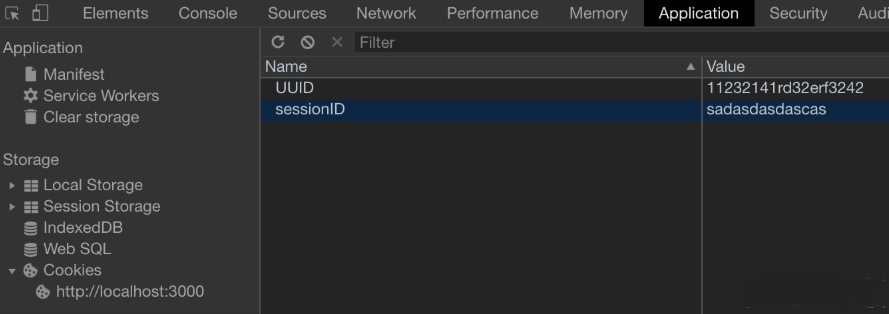 Elements Console Sources Network Performance Memory Application Security Audi
Application
Manifest
Service Workers
Clear storage
Storage
Local Storage
Session Storage
IndexedDB
Web SQL
Cookies
http://localhost:3000
Filter
Name Value
UUID 11232141rd32erf3242
sessionID sadasdasdascas